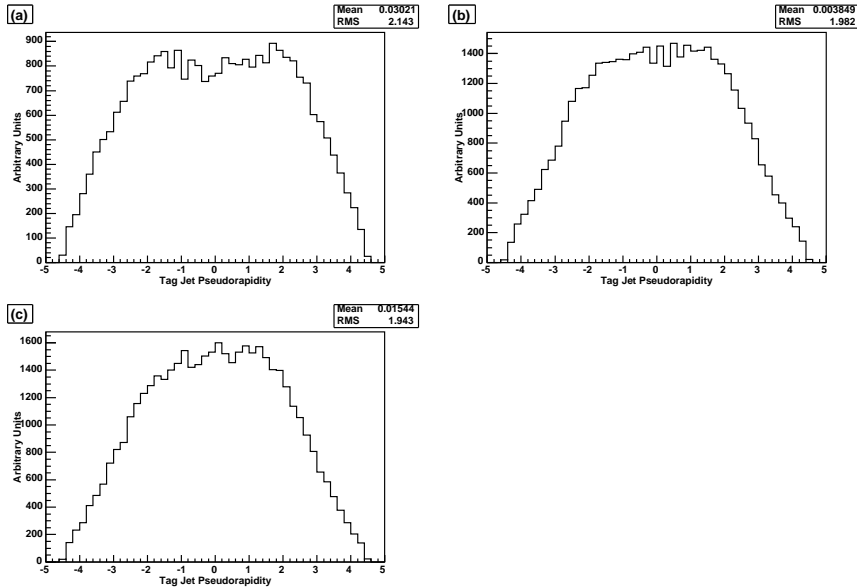 (a)
Mean 0.03021
RMS 2.143
Arbitrary Units
900
800
700
600
500
400
300
200
100
0
-5 -4 -3 -2 -1 0 1 2 3 4 5
Tag Jet Pseudorapidity
(b)
Mean 0.003849
RMS 1.982
Arbitrary Units
1400
1200
1000
800
600
400
200
0
-5 -4 -3 -2 -1 0 1 2 3 4 5
Tag Jet Pseudorapidity
(c)
Mean 0.01544
RMS 1.943
Arbitrary Units
1600
1400
1200
1000
800
600
400
200
0
-5 -4 -3 -2 -1 0 1 2 3 4 5
Tag Jet Pseudorapidity